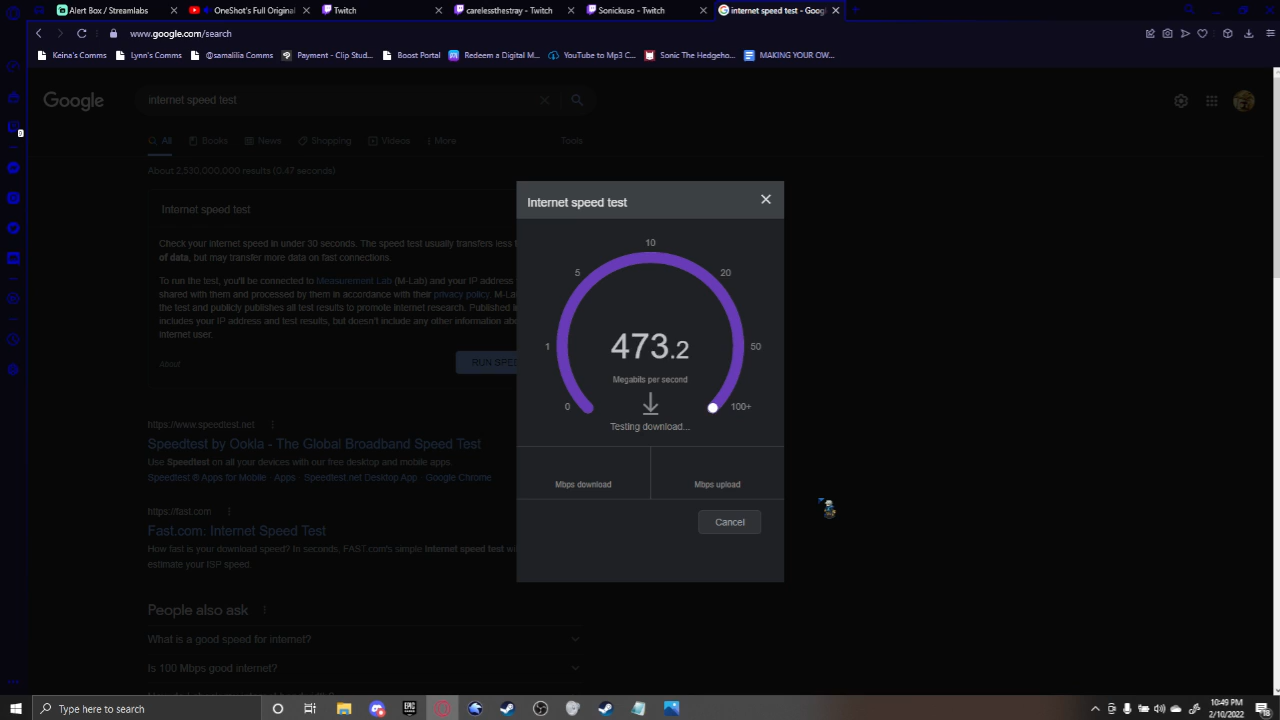 Alert Box / Streamlabs
OneShot's Full Original
Twitch
carelesstestray - Twitch
Sonickuso - Twitch
internet speed test - Goog
www.google.com/search
Keina's Comms
Lynn's Comms
@samalilia Comms
Payment - Clip Stud...
Boost Portal
Redeem a Digital M...
YouTube to Mp3 C...
Sonic The Hedgeho...
MAKING YOUR OW...
Google
internet speed test
All
Books
News
Shopping
Videos
More
Tools
About 2,530,000,000 results (0.47 seconds)
Internet speed test
Check your internet speed in under 30 seconds. The speed test usually transfers less
of data, but may transfer more data on fast connections.
To run the test, you'll be connected to Measurement Lab (M-Lab) and your IP address
shared with them and processed by them in accordance with their privacy policy. M-La
the test and publicly publishes all test results to promote Internet research. Published
includes your IP address and test results, but doesn't include any other information abou
internet user.
About
RUN SPE
https://www.speedtest.net
Speedtest by Ookla - The Global Broadband Speed Test
Use Speedtest on all your devices with our free desktop and mobile apps.
Speedtest ® Apps for Mobile · Apps · Speedtest.net Desktop App · Google Chrome
https://fast.com
Fast.com: Internet Speed Test
How fast is your download speed? In seconds, FAST.com's simple Internet speed test wi
estimate your ISP speed.
People also ask
What is a good speed for internet?
Is 100 Mbps good internet?
Internet speed test
10
5
20
1
50
473.2
Megabits per second
0
100+
Testing download...
Mbps download
Mbps upload
Cancel
Type here to search
EPIC
10:49 PM
2/10/2022